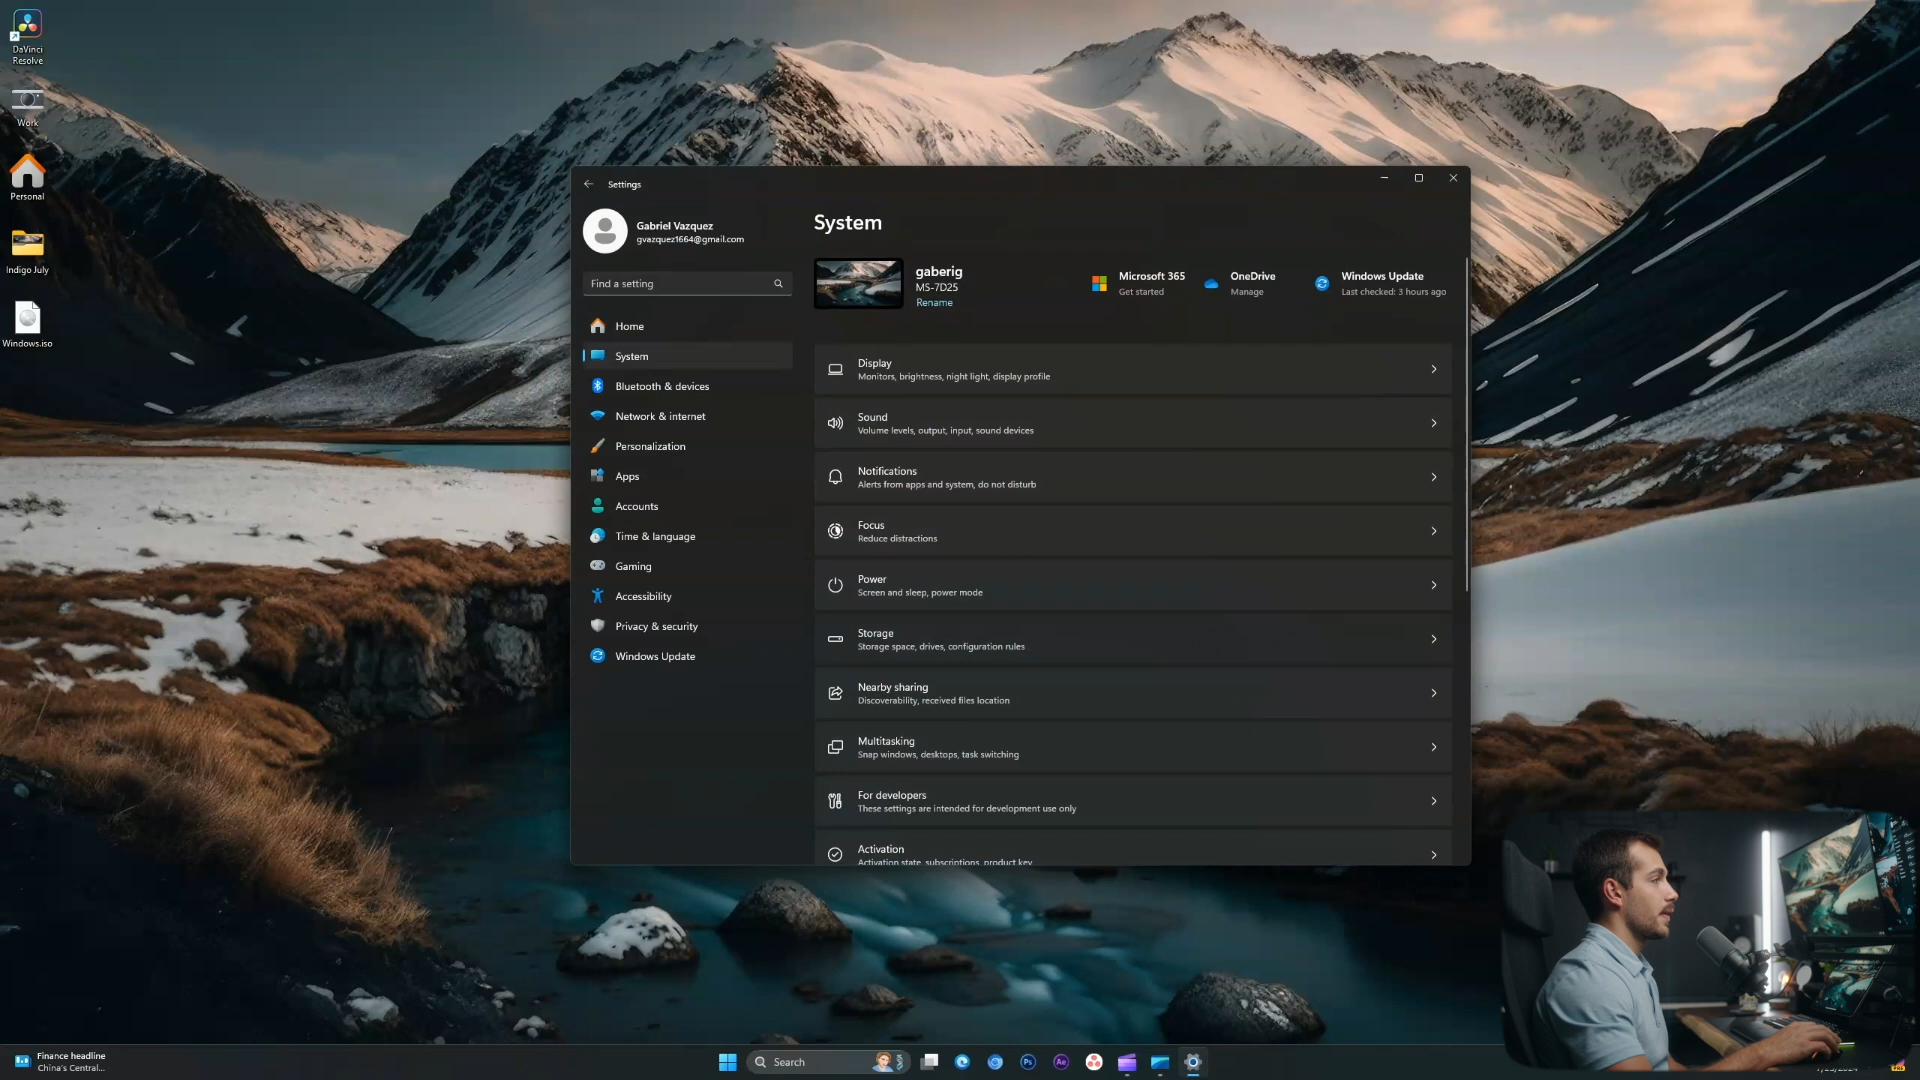 DaVinci
Resolve
Work
Personal
Indigo July
Windows.iso
Settings
Gabriel Vazquez
gvazquez1664@gmail.com
Find a setting
Home
System
Bluetooth & devices
Network & internet
Personalization
Apps
Accounts
Time & language
Gaming
Accessibility
Privacy & security
Windows Update
System
gaberig
MS-7D25
Rename
Microsoft 365
Get started
OneDrive
Manage
Windows Update
Last checked: 3 hours ago
Display
Monitors, brightness, night light, display profile
Sound
Volume levels, output, input, sound devices
Notifications
Alerts from apps and system, do not disturb
Focus
Reduce distractions
Power
Screen and sleep, power mode
Storage
Storage space, drives, configuration rules
Nearby sharing
Discoverability, received files location
Multitasking
Snap windows, desktops, task switching
For developers
These settings are intended for development use only
Activation
Activation state, subscriptions, product key
Finance headline
China's Central...
Search
Ps
Ae